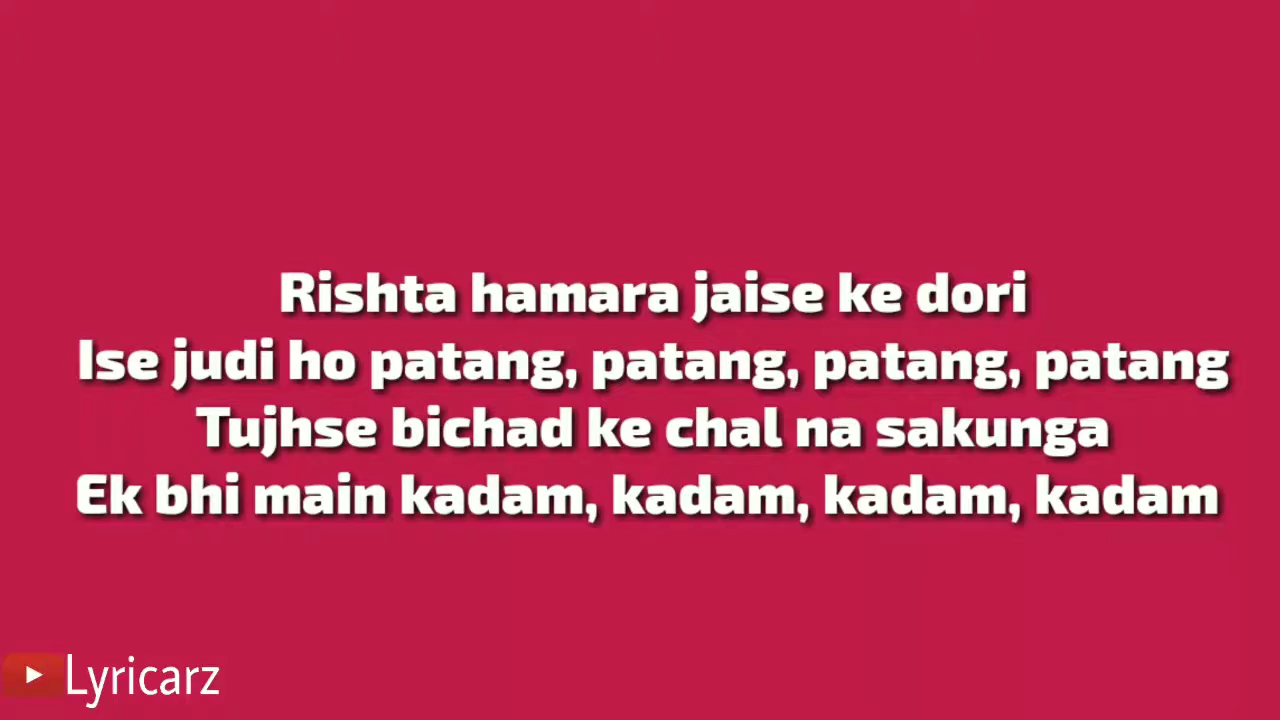 Rishta hamara jaise ke dori
Ise judi ho patang, patang, patang, patang
Tujhse bichad ke chal na sakunga
Ek bhi main kadam, kadam, kadam, kadam
Lyricarz